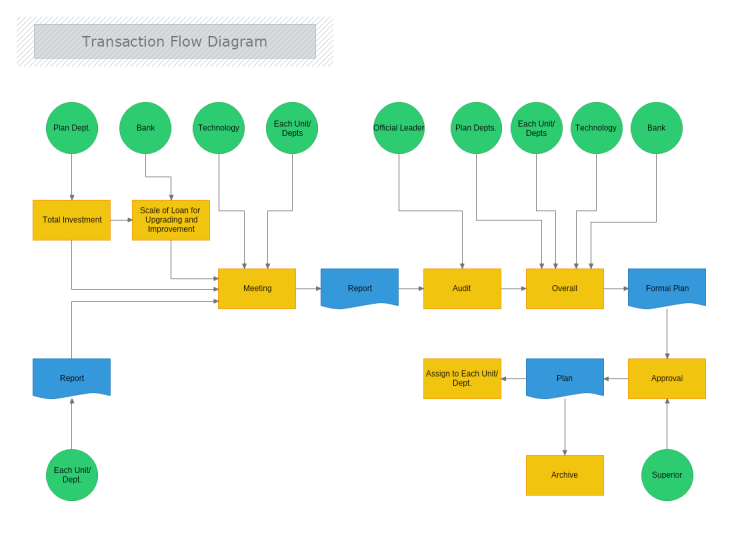 Transaction Flow Diagram
Plan Dept.
Bank
Technology
Each Unit/
Depts
Official Leader
Plan Depts.
Each Unit/
Depts
Technology
Bank
Total Investment
Scale of Loan for
Upgrading and
Improvement
Meeting
Report
Audit
Overall
Formal Plan
Report
Assign to Each Unit/
Dept.
Plan
Approval
Each Unit/
Dept.
Archive
Superior